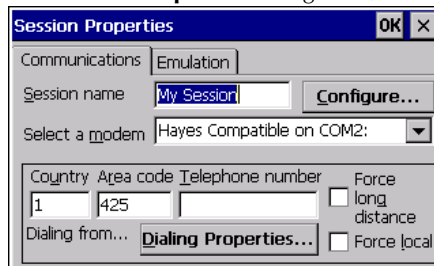 Session Properties OK ×
Communications Emulation
Session name My Session Configure...
Select a modem Hayes Compatible on COM2:
Country Area code Telephone number Force long distance
1 425
Dialing from... Dialing Properties... Force local